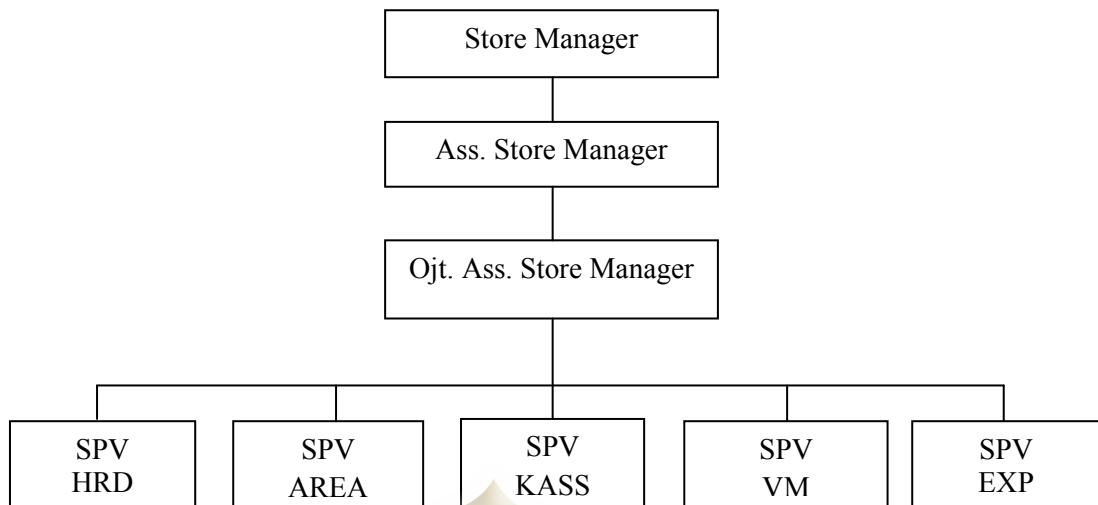 Store Manager
Ass. Store Manager
Ojt. Ass. Store Manager
SPV
HRD
SPV
AREA
SPV
KASS
SPV
VM
SPV
EXP